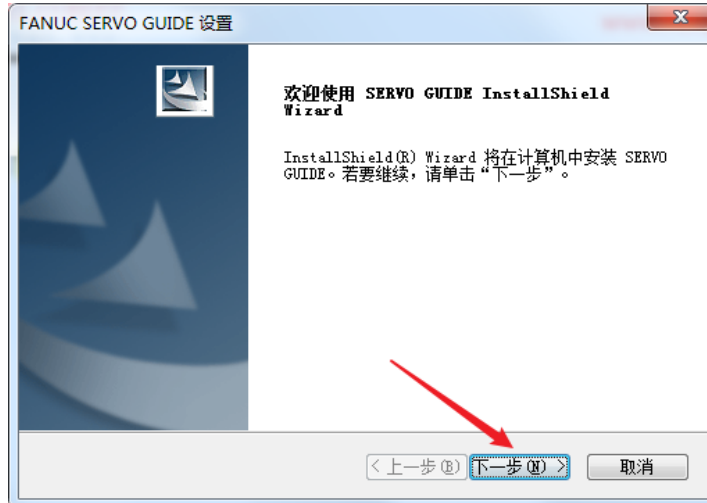 FANUC SERVO GUIDE 设置
欢迎使用 SERVO GUIDE InstallShield
Wizard
InstallShield(R) Wizard 将在计算机中安装 SERVO
GUIDE。若要继续，请单击“下一步”。
< 上一步(B) 下一步(N) > 取消